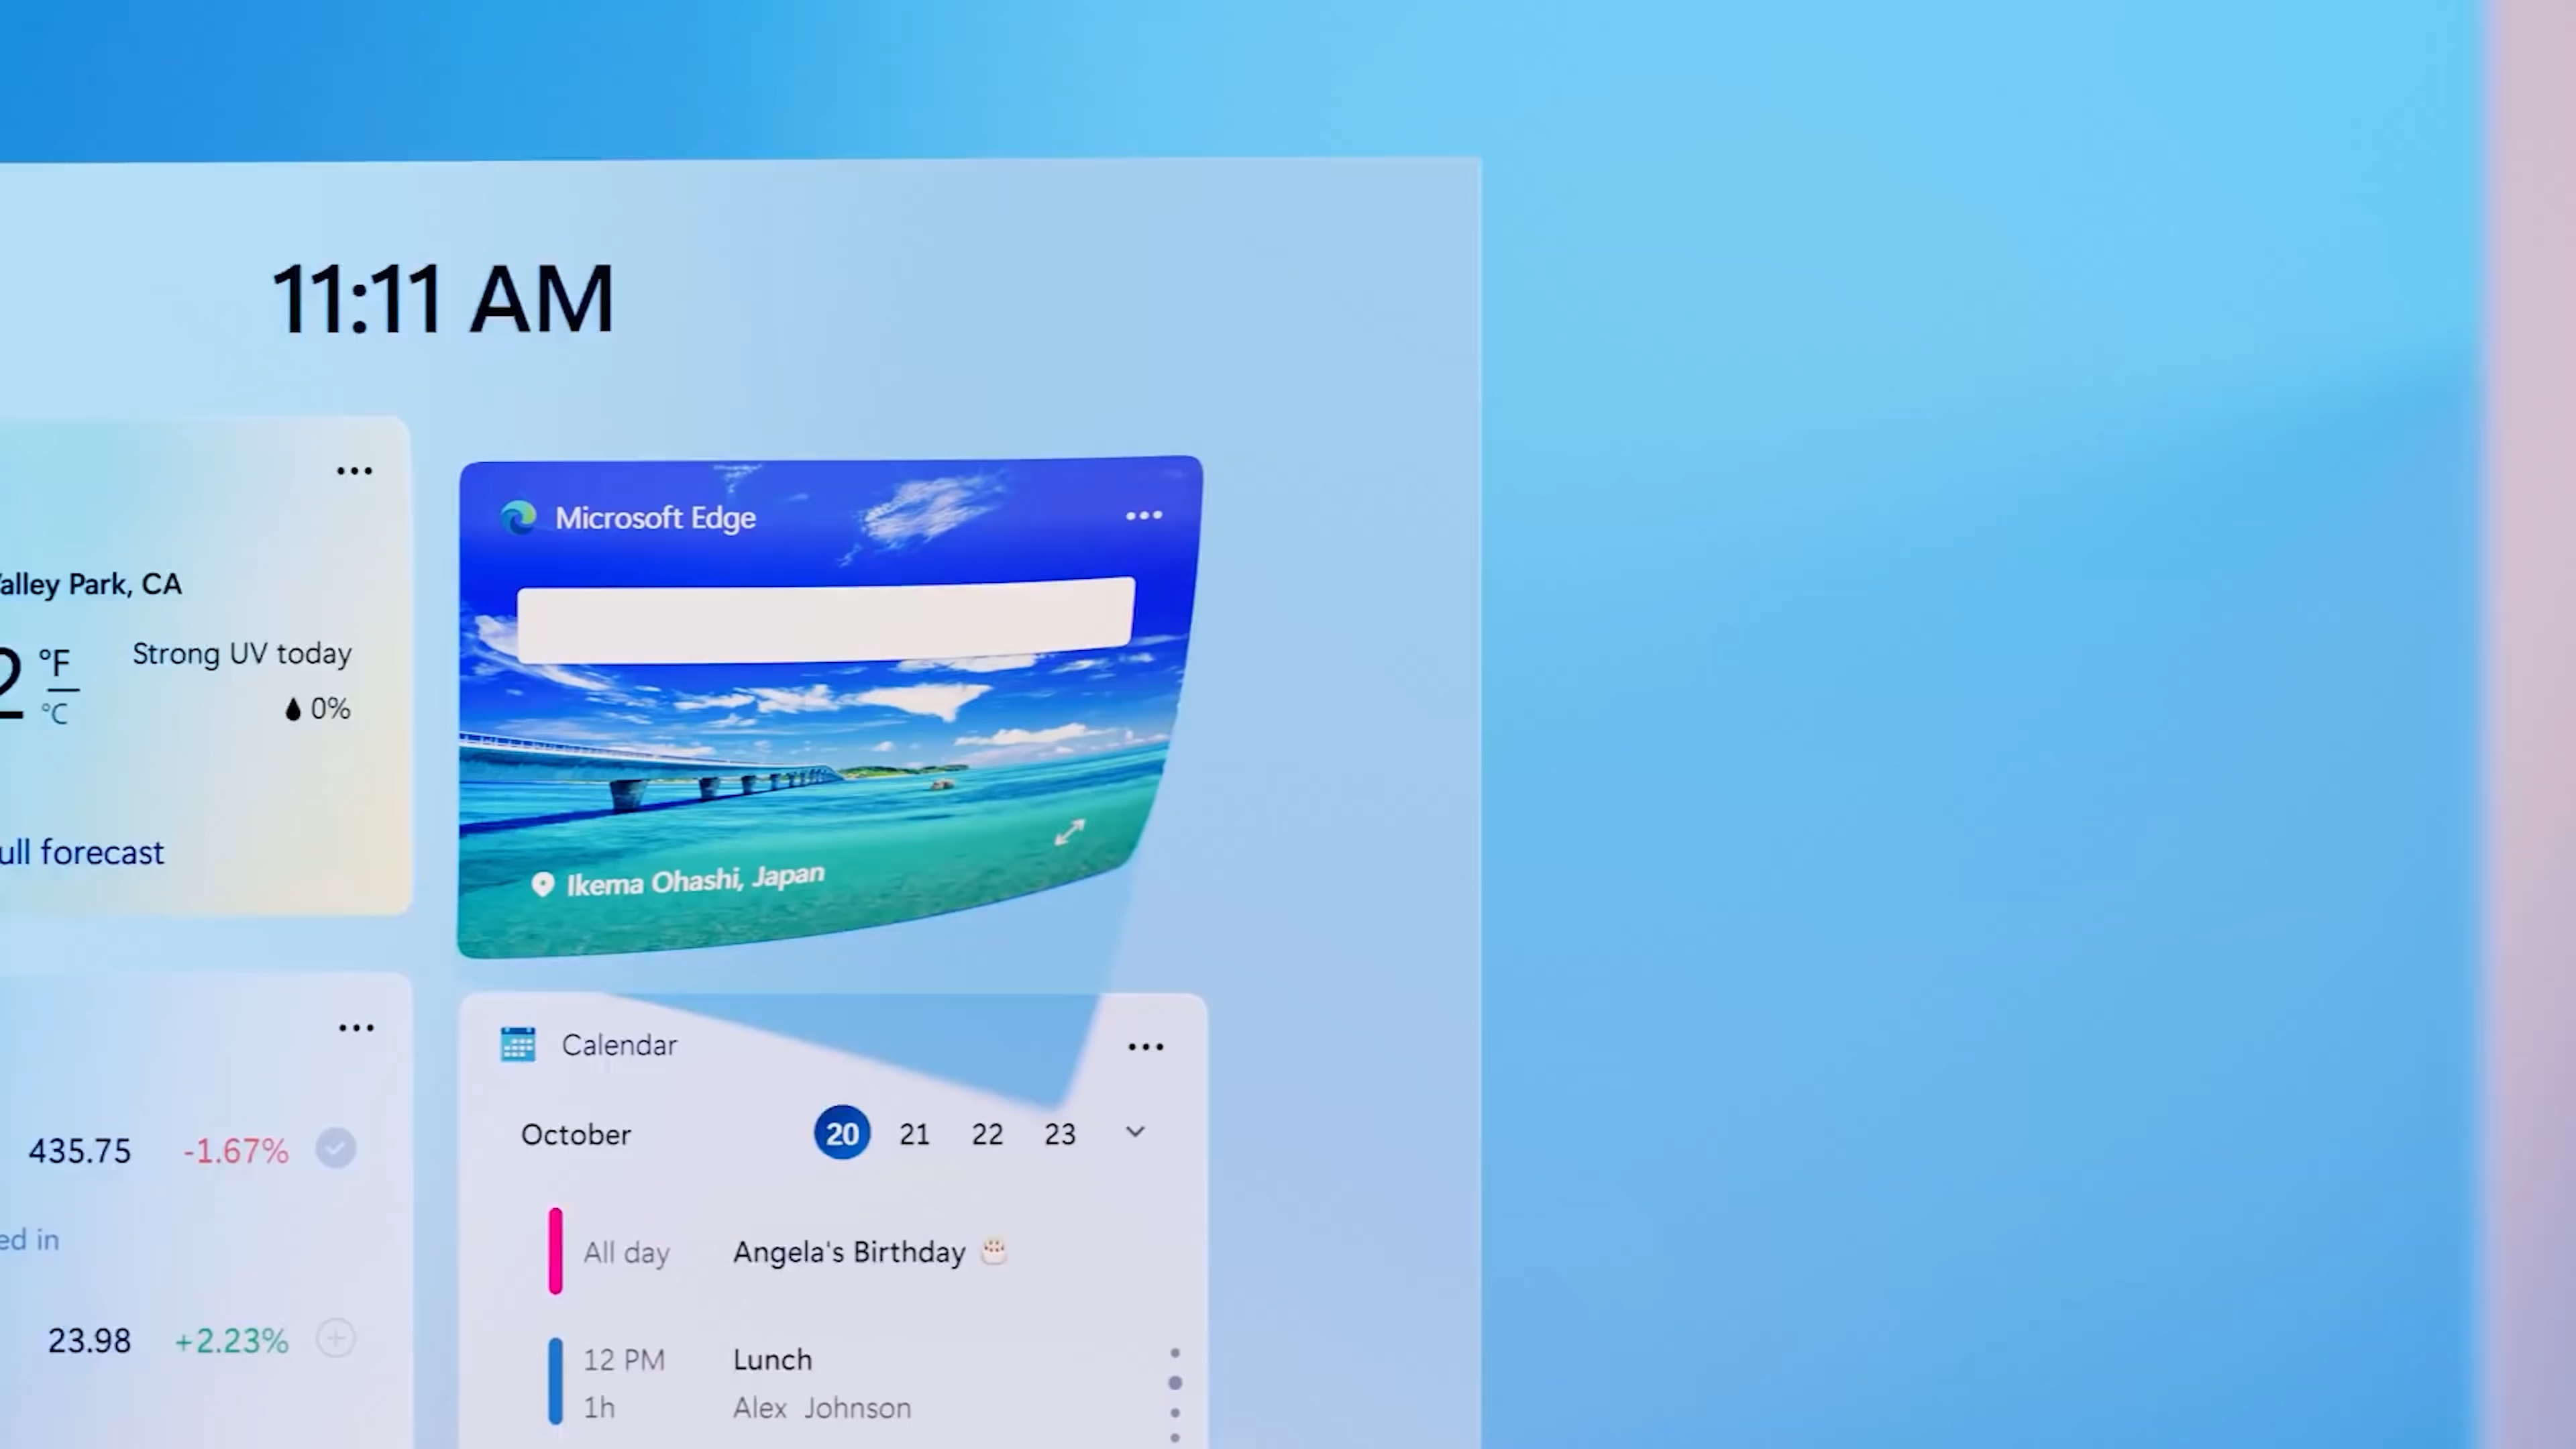 11:11 AM
alley Park, CA
2 °F
°C
Strong UV today
0%
ull forecast
435.75 -1.67%
ed in
23.98 +2.23%
Microsoft Edge
Ikema Ohashi, Japan
Calendar
October 20 21 22 23
All day Angela's Birthday
12 PM Lunch
1h Alex Johnson